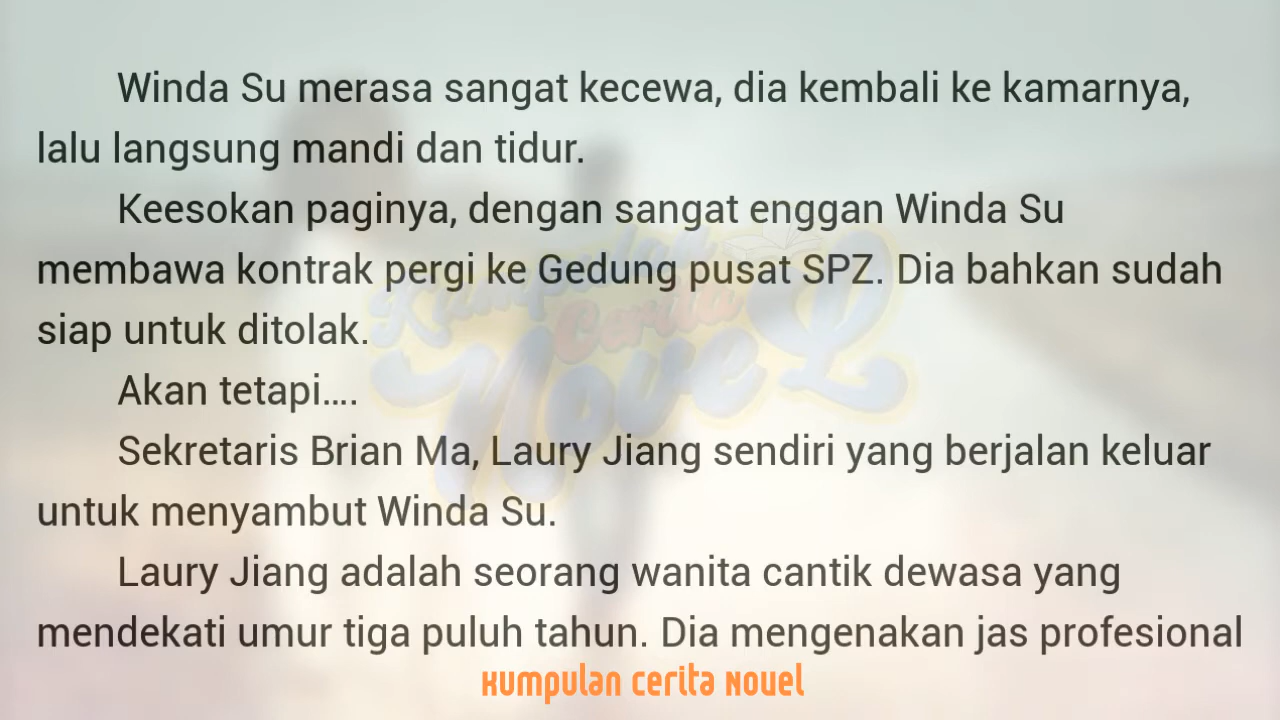 Winda Su merasa sangat kecewa, dia kembali ke kamarnya,
lalu langsung mandi dan tidur.
Keesokan paginya, dengan sangat enggan Winda Su
membawa kontrak pergi ke Gedung pusat SPZ. Dia bahkan sudah
siap untuk ditolak.
Akan tetapi....
Sekretaris Brian Ma, Laury Jiang sendiri yang berjalan keluar
untuk menyambut Winda Su.
Laury Jiang adalah seorang wanita cantik dewasa yang
mendekati umur tiga puluh tahun. Dia mengenakan jas profesional
Kumpulan
Cerita
Novel
Kumpulan Cerita Novel